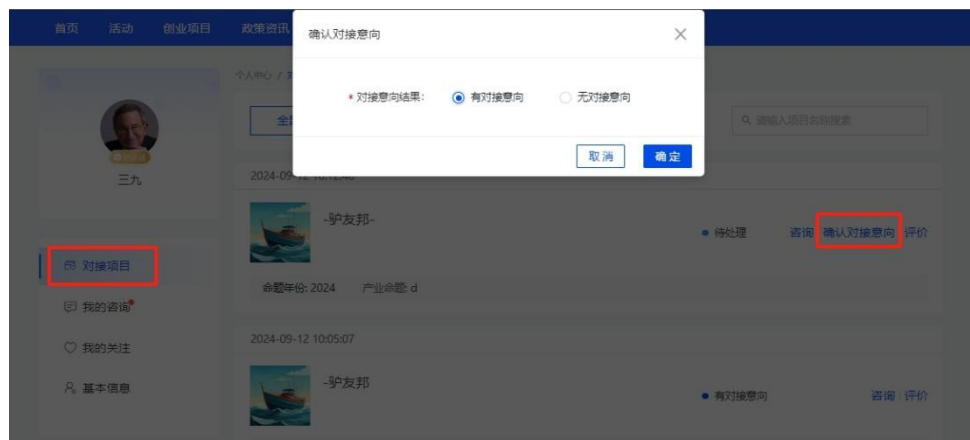 首页 活动 创业项目 政策资讯
确认对接意向
* 对接意向结果: 有对接意向 无对接意向
取消 确定
个人中心 /
请输入项目名称搜索
三九
对接项目
我的咨询
我的关注
基本信息
-驴友邦-
待处理 咨询 确认对接意向 评价
命题年份: 2024 产业命题: d
2024-09-12 10:05:07
-驴友邦
有对接意向 咨询 评价